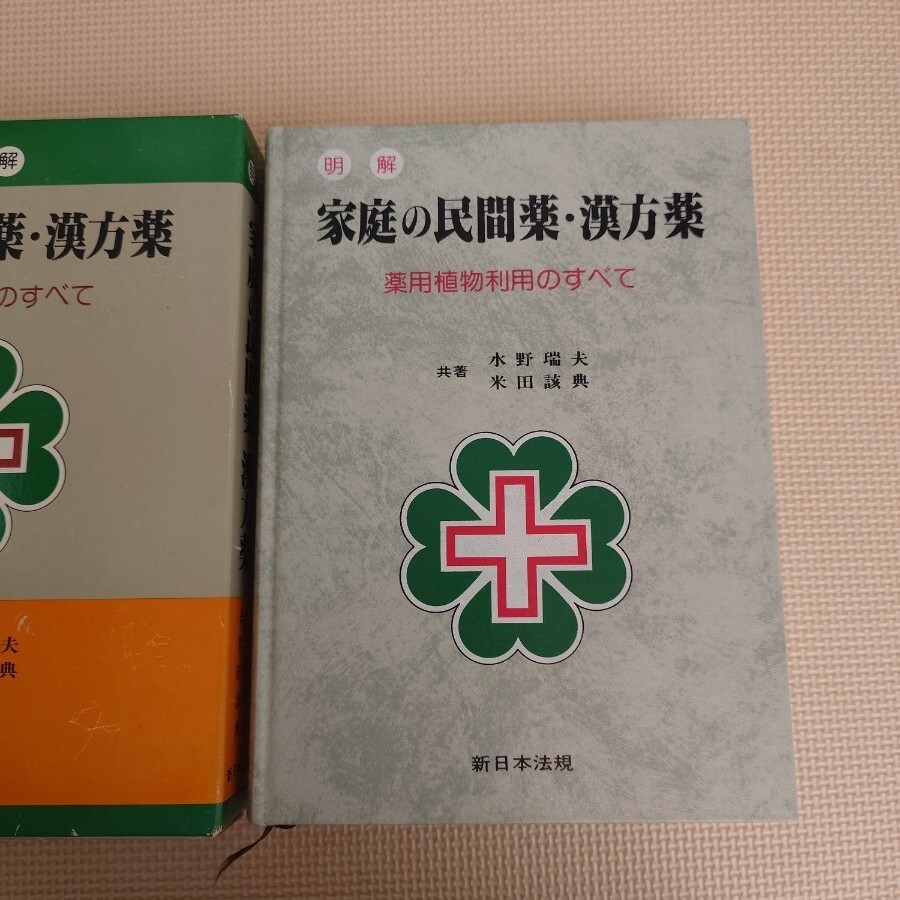 解
薬・漢方薬
のすべて
夫
典
明 解
家庭の民間薬・漢方薬
薬用植物利用のすべて
共著
水野瑞夫
米田該典
新日本法規